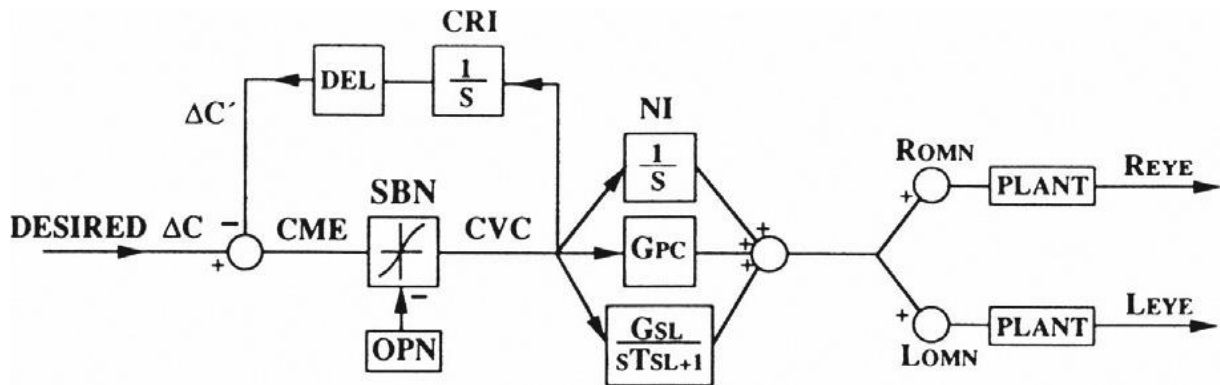 CRI
DEL
1
S
ΔC´
NI
1
S
ROMN
+
PLANT
REYE
SBN
DESIRED ΔC
−
+
CME
CVC
GPC
+
+
+
−
OPN
GSL
STSL+1
+
LOMN
PLANT
LEYE